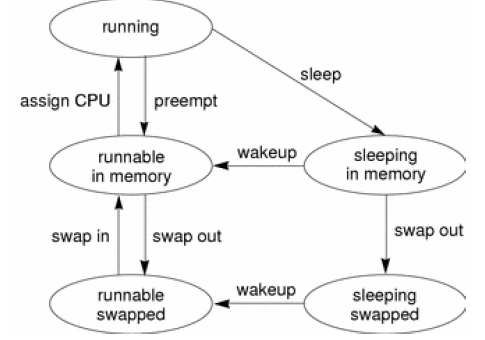 running
sleep
assign CPU
preempt
runnable
in memory
wakeup
sleeping
in memory
swap in
swap out
swap out
runnable
swapped
wakeup
sleeping
swapped